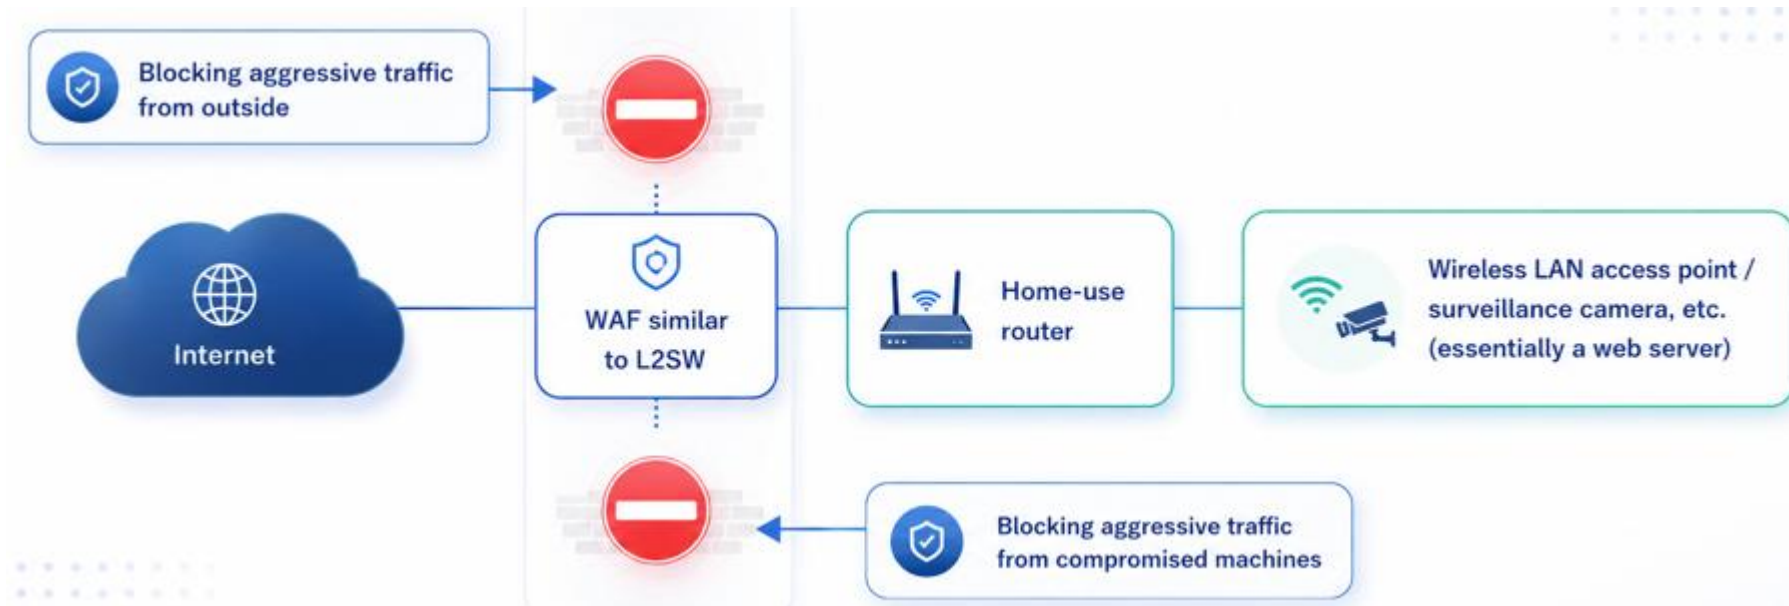 Blocking aggressive traffic
from outside
Internet
WAF similar
to L2SW
Home-use
router
Wireless LAN access point /
surveillance camera, etc.
(essentially a web server)
Blocking aggressive traffic
from compromised machines